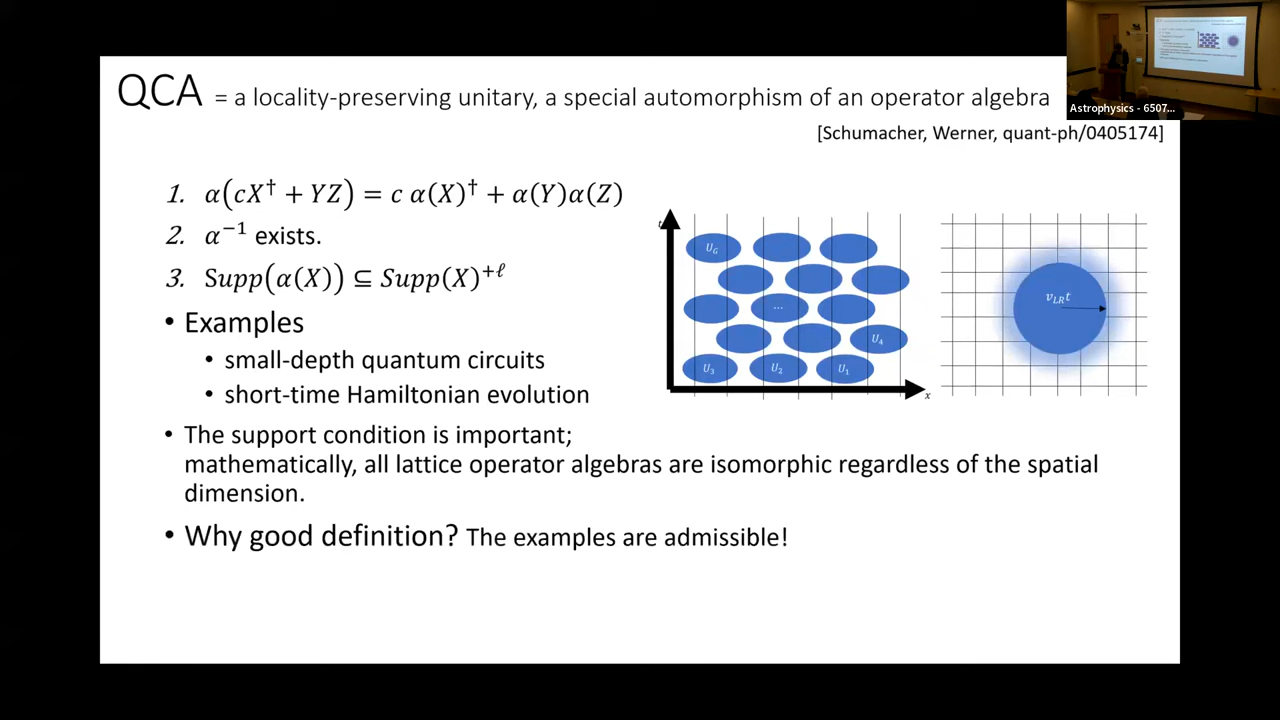 QCA = a locality-preserving unitary, a special automorphism of an operator algebra
[Schumacher, Werner, quant-ph/0405174]
Astrophysics - 6507...
1. α(cX† + YZ) = c α(X)† + α(Y)α(Z)
2. α⁻¹ exists.
3. Supp(α(X)) ⊆ Supp(X)⁺ℓ
• Examples
• small-depth quantum circuits
• short-time Hamiltonian evolution
t
U_G
...
U_4
U_3 U_2 U_1
x
v_LR t
• The support condition is important;
mathematically, all lattice operator algebras are isomorphic regardless of the spatial
dimension.
• Why good definition? The examples are admissible!